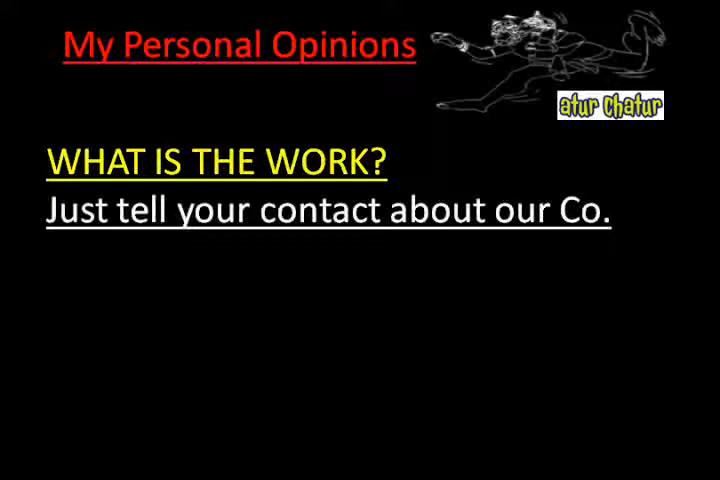 My Personal Opinions
atur Chatur
WHAT IS THE WORK?
Just tell your contact about our Co.